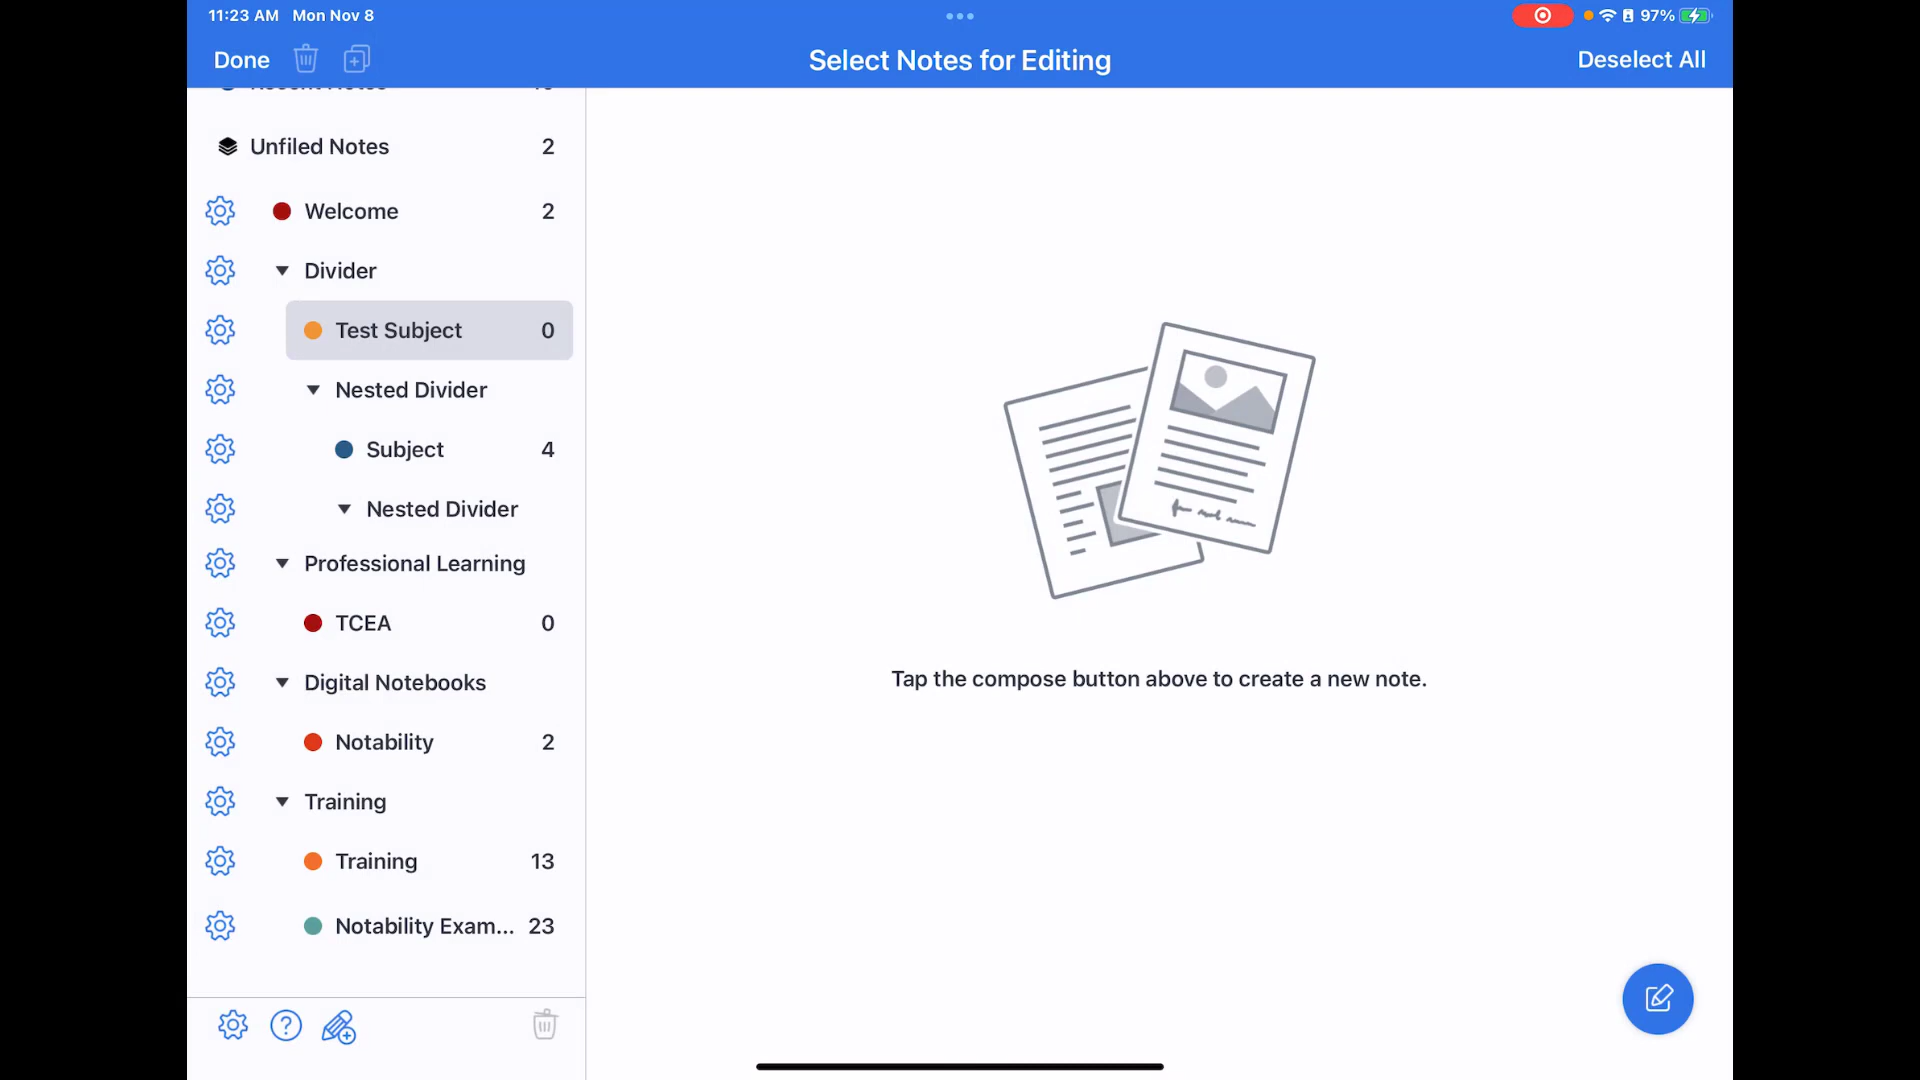 11:23 AM Mon Nov 8
97%
Done
Select Notes for Editing
Deselect All
Recent Notes
Unfiled Notes 2
Welcome 2
Divider
Test Subject 0
Nested Divider
Subject 4
Nested Divider
Professional Learning
TCEA 0
Digital Notebooks
Notability 2
Training
Training 13
Notability Exam... 23
Tap the compose button above to create a new note.